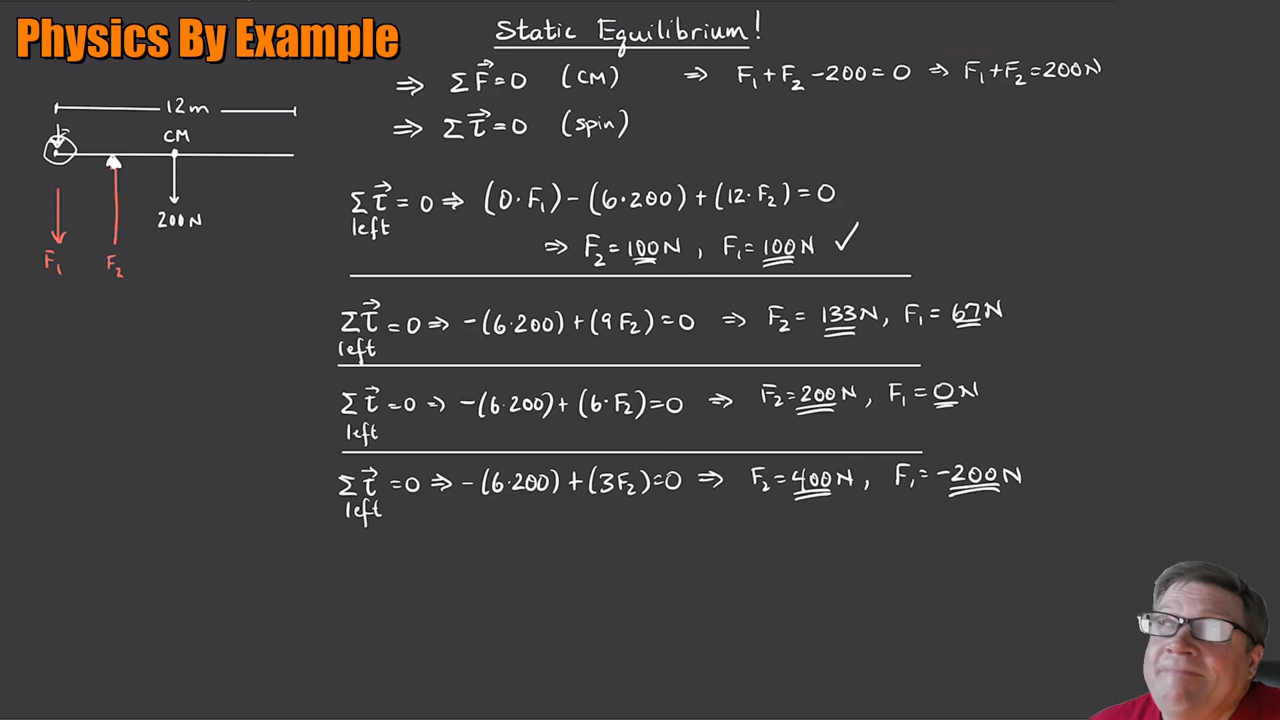 Physics By Example
Static Equilibrium!
⇒ ΣF⃗=0 (CM) ⇒ F₁+F₂-200=0 ⇒ F₁+F₂=200N
⇒ Στ⃗=0 (spin)
12m
CM
200N
F₁
F₂
Στ⃗=0 ⇒ (0·F₁)-(6·200)+(12·F₂)=0
left
⇒ F₂=100N, F₁=100N ✓
Στ⃗=0 ⇒ -(6·200)+(9F₂)=0 ⇒ F₂=133N, F₁=67N
left
Στ⃗=0 ⇒ -(6·200)+(6·F₂)=0 ⇒ F₂=200N, F₁=0N
left
Στ⃗=0 ⇒ -(6·200)+(3F₂)=0 ⇒ F₂=400N, F₁=-200N
left